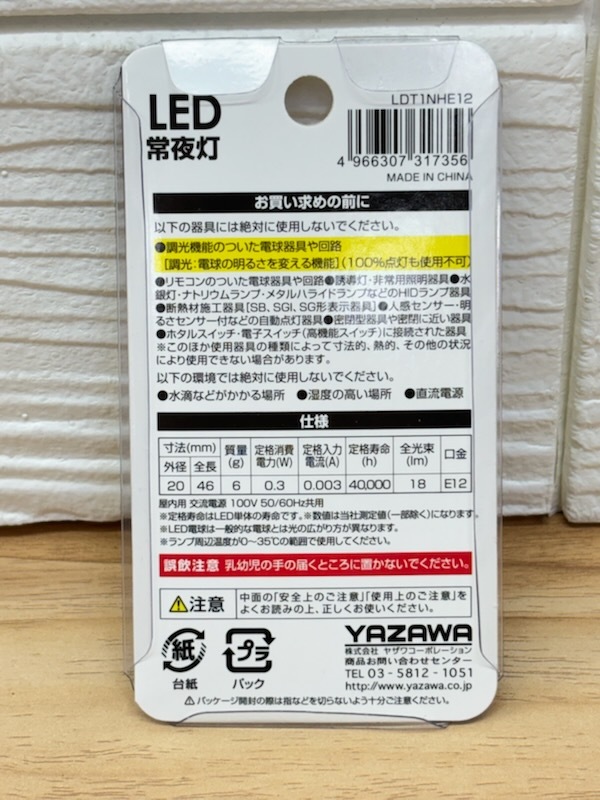 LED
常夜灯
LDT1NHE12
4 966307 317356
MADE IN CHINA
お買い求めの前に
以下の器具には絶対に使用しないでください。
●調光機能のついた電球器具や回路
[調光:電球の明るさを変える機能](100%点灯も使用不可)
●リモコンのついた電球器具や回路●誘導灯・非常用照明器具●水
銀灯・ナトリウムランプ・メタルハライドランプなどのHIDランプ器具
●断熱材施工器具[SB、SGI、SG形表示器具]●人感センサー・明
るさセンサー付などの自動点灯器具●密閉型器具や密閉に近い器具
●ホタルスイッチ・電子スイッチ(高機能スイッチ)に接続された器具
※このほか使用器具の種類によって寸法的、熱的、その他の状況
により使用できない場合があります。
以下の環境では絶対に使用しないでください。
●水滴などがかかる場所 ●湿度の高い場所 ●直流電源
仕様
寸法(mm) 質量(g) 定格消費電力(W) 定格入力電流(A) 定格寿命(h) 全光束(lm) 口金
外径 全長
20 46 6 0.3 0.003 40,000 18 E12
屋内用 交流電源 100V 50/60Hz共用
※定格寿命はLED単体の寿命です。※数値は当社測定値(一部除く)になります。
※LED電球は一般的な電球とは光の広がり方が異なります。
※ランプ周辺温度が0~35℃の範囲で使用してください。
誤飲注意 乳幼児の手の届くところに置かないでください。
⚠注意 中面の「安全上のご注意」「使用上のご注意」を
よくお読みの上、正しくお使いください。
紙
台紙
プラ
パック
YAZAWA
株式会社 ヤザワコーポレーション
商品お問い合わせセンター
TEL 03-5812-1051
http://www.yazawa.co.jp
⚠パッケージ開封の際は指などを切らないよう十分ご注意ください。